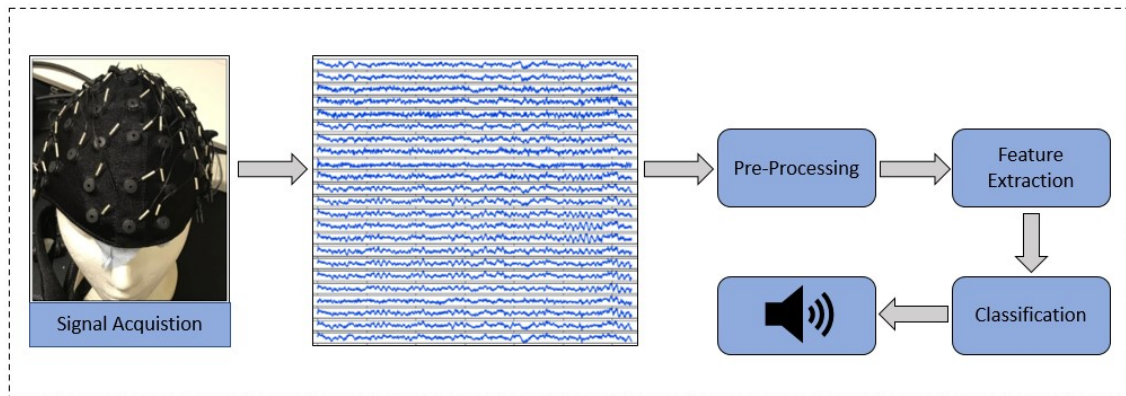 Signal Acquistion
Pre-Processing
Feature
Extraction
Classification